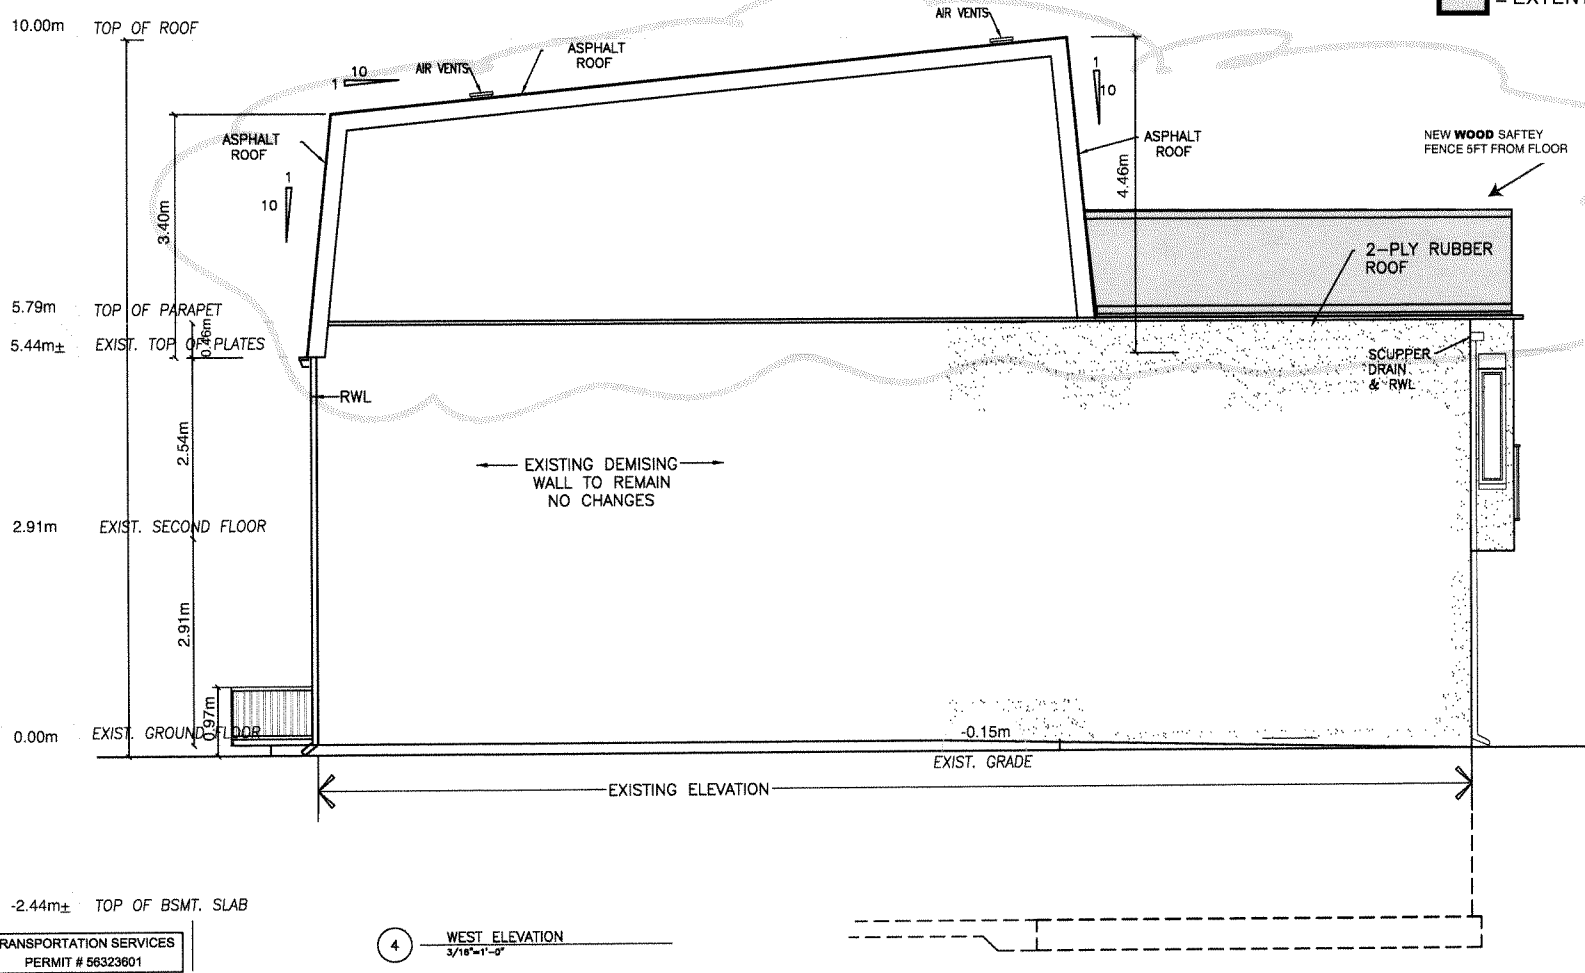 = EXTENT
10.00m TOP OF ROOF
AIR VENTS
ASPHALT
ROOF
AIR VENTS
1 10
1
10
ASPHALT
ROOF
ASPHALT
ROOF
NEW WOOD SAFTEY
FENCE 5FT FROM FLOOR
1
10
4.46m
3.40m
2-PLY RUBBER
ROOF
5.79m TOP OF PARAPET
0.46m
5.44m± EXIST. TOP OF PLATES
SCUPPER
DRAIN
& RWL
RWL
2.54m
EXISTING DEMISING
WALL TO REMAIN
NO CHANGES
2.91m EXIST. SECOND FLOOR
2.91m
0.97m
0.00m EXIST. GROUND FLOOR
-0.15m
EXIST. GRADE
EXISTING ELEVATION
-2.44m± TOP OF BSMT. SLAB
RANSPORTATION SERVICES
PERMIT # 56323601
4 WEST ELEVATION
3/16"=1'-0"